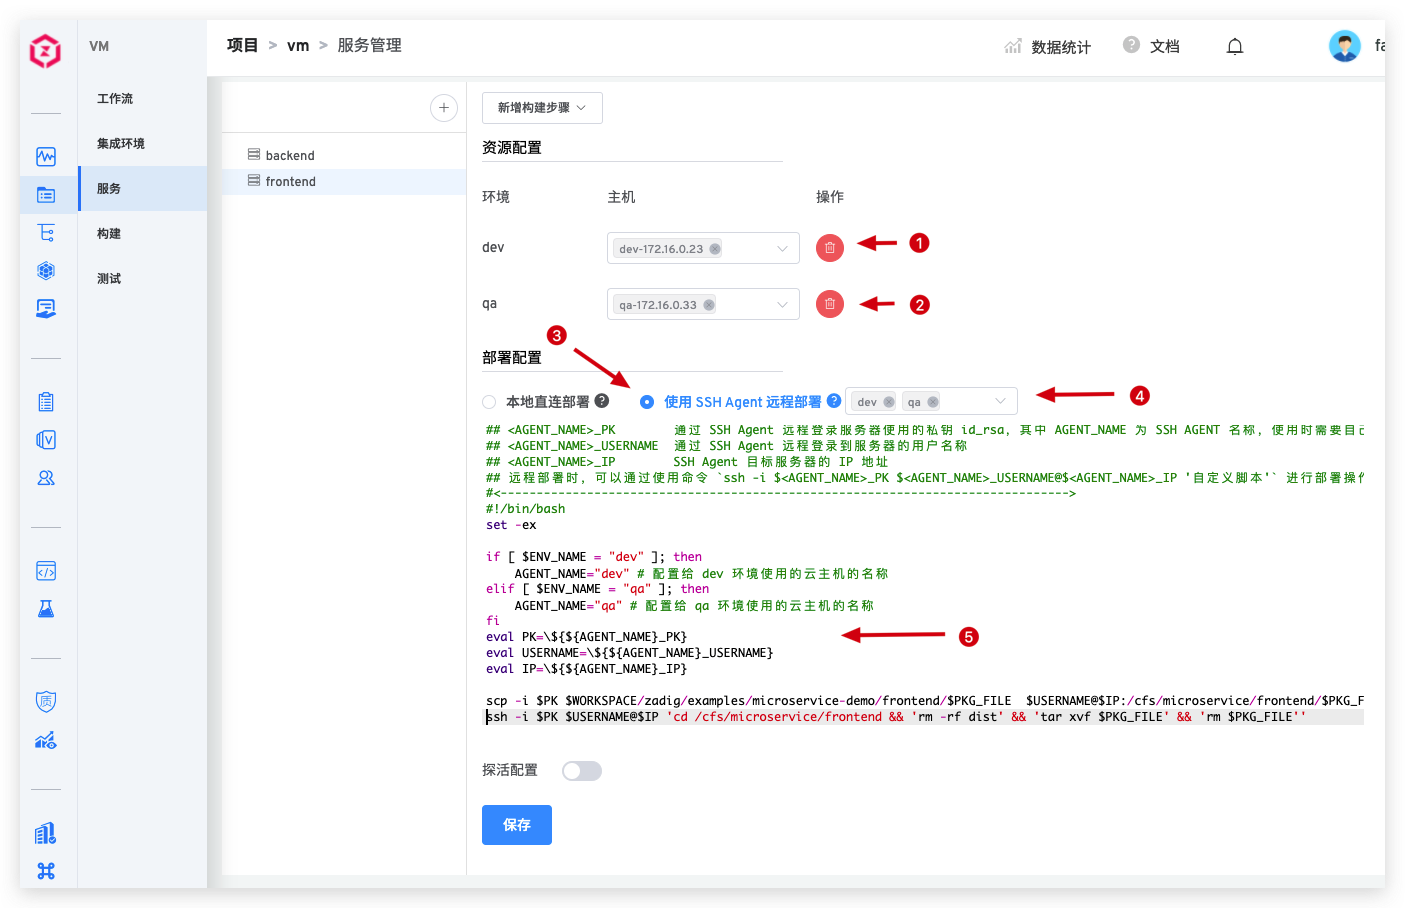 VM
项目 > vm > 服务管理
数据统计
文档
fa
工作流
集成环境
服务
构建
测试
backend
frontend
新增构建步骤
资源配置
环境 主机 操作
dev dev-172.16.0.23 1
qa qa-172.16.0.33 2
3
部署配置
本地直连部署 使用 SSH Agent 远程部署 dev qa 4
## <AGENT_NAME>_PK 通过 SSH Agent 远程登录服务器使用的私钥 id_rsa, 其中 AGENT_NAME 为 SSH AGENT 名称, 使用时需要自己
## <AGENT_NAME>_USERNAME 通过 SSH Agent 远程登录到服务器的用户名称
## <AGENT_NAME>_IP SSH Agent 目标服务器的 IP 地址
## 远程部署时, 可以通过使用命令 `ssh -i $<AGENT_NAME>_PK $<AGENT_NAME>_USERNAME@$<AGENT_NAME>_IP '自定义脚本'` 进行部署操作
#<------------------------------------------------------------------------------->
#!/bin/bash
set -ex
if [ $ENV_NAME = "dev" ]; then
AGENT_NAME="dev" # 配置给 dev 环境使用的云主机的名称
elif [ $ENV_NAME = "qa" ]; then
AGENT_NAME="qa" # 配置给 qa 环境使用的云主机的名称
fi
eval PK=\${${AGENT_NAME}_PK} 5
eval USERNAME=\${${AGENT_NAME}_USERNAME}
eval IP=\${${AGENT_NAME}_IP}
scp -i $PK $WORKSPACE/zadig/examples/microservice-demo/frontend/$PKG_FILE $USERNAME@$IP:/cfs/microservice/frontend/$PKG_F
ssh -i $PK $USERNAME@$IP 'cd /cfs/microservice/frontend && 'rm -rf dist' && 'tar xvf $PKG_FILE' && 'rm $PKG_FILE''
探活配置
保存